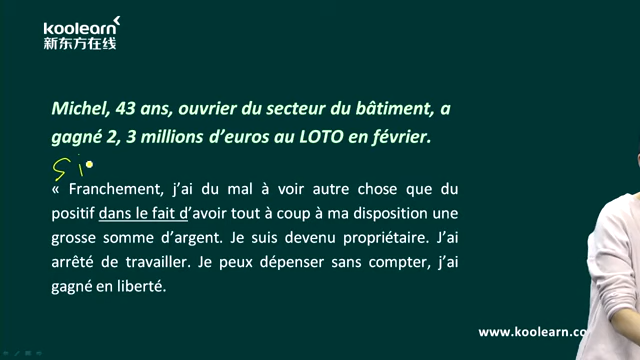 koolearn
新东方在线
Michel, 43 ans, ouvrier du secteur du bâtiment, a
gagné 2, 3 millions d'euros au LOTO en février.
Si
« Franchement, j'ai du mal à voir autre chose que du
positif dans le fait d'avoir tout à coup à ma disposition une
grosse somme d'argent. Je suis devenu propriétaire. J'ai
arrêté de travailler. Je peux dépenser sans compter, j'ai
gagné en liberté.
www.koolearn.co